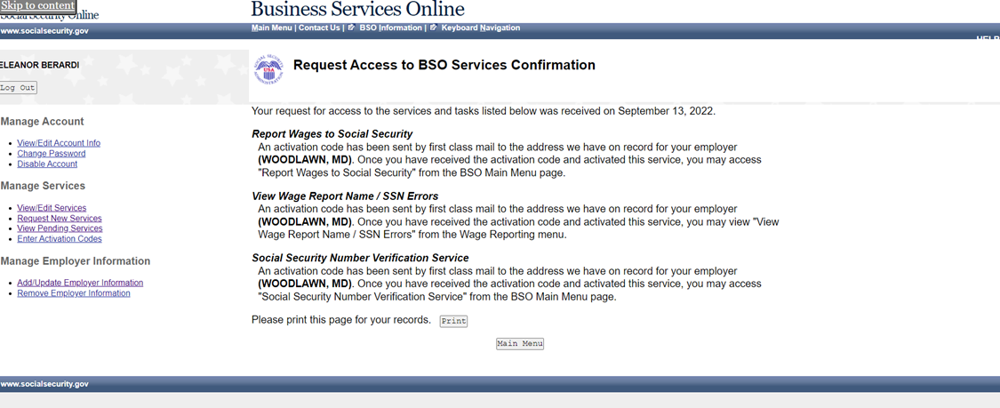 Skip to content
Social Security Online
Business Services Online
www.socialsecurity.gov
Main Menu | Contact Us | BSO Information | Keyboard Navigation
HELP
ELEANOR BERARDI
Log Out
Request Access to BSO Services Confirmation
Manage Account
View/Edit Account Info
Change Password
Disable Account
Manage Services
View/Edit Services
Request New Services
View Pending Services
Enter Activation Codes
Manage Employer Information
Add/Update Employer Information
Remove Employer Information
Your request for access to the services and tasks listed below was received on September 13, 2022.
Report Wages to Social Security
An activation code has been sent by first class mail to the address we have on record for your employer
(WOODLAWN, MD). Once you have received the activation code and activated this service, you may access
"Report Wages to Social Security" from the BSO Main Menu page.
View Wage Report Name / SSN Errors
An activation code has been sent by first class mail to the address we have on record for your employer
(WOODLAWN, MD). Once you have received the activation code and activated this service, you may view "View
Wage Report Name / SSN Errors" from the Wage Reporting menu.
Social Security Number Verification Service
An activation code has been sent by first class mail to the address we have on record for your employer
(WOODLAWN, MD). Once you have received the activation code and activated this service, you may access
"Social Security Number Verification Service" from the BSO Main Menu page.
Please print this page for your records. Print
Main Menu
www.socialsecurity.gov